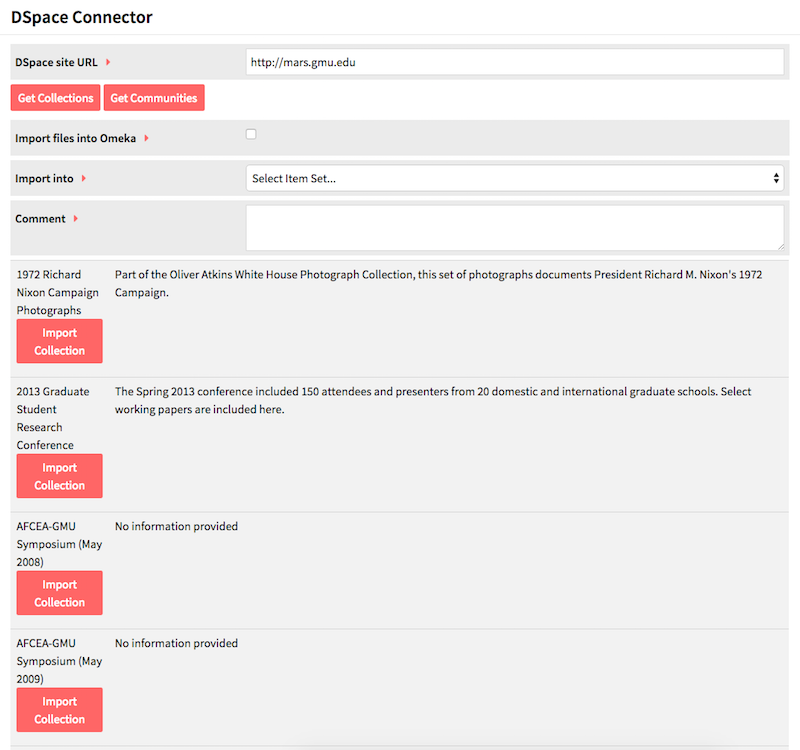 DSpace Connector
DSpace site URL
http://mars.gmu.edu
Get Collections Get Communities
Import files into Omeka
Import into
Select Item Set...
Comment
1972 Richard
Nixon Campaign
Photographs
Import
Collection
Part of the Oliver Atkins White House Photograph Collection, this set of photographs documents President Richard M. Nixon's 1972
Campaign.
2013 Graduate
Student
Research
Conference
Import
Collection
The Spring 2013 conference included 150 attendees and presenters from 20 domestic and international graduate schools. Select
working papers are included here.
AFCEA-GMU
Symposium (May
2008)
Import
Collection
No information provided
AFCEA-GMU
Symposium (May
2009)
Import
Collection
No information provided